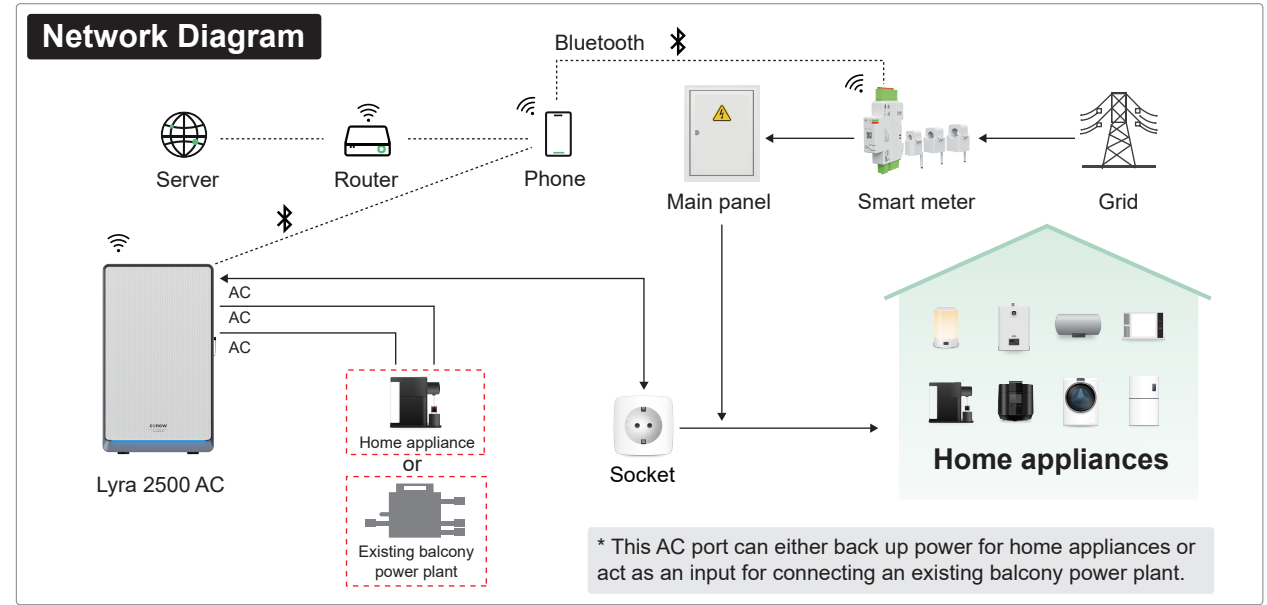 Network Diagram
Bluetooth
Server
Router
Phone
Main panel
Smart meter
Grid
AC
AC
AC
Home appliance
or
Existing balcony
power plant
Lyra 2500 AC
Socket
Home appliances
* This AC port can either back up power for home appliances or
act as an input for connecting an existing balcony power plant.